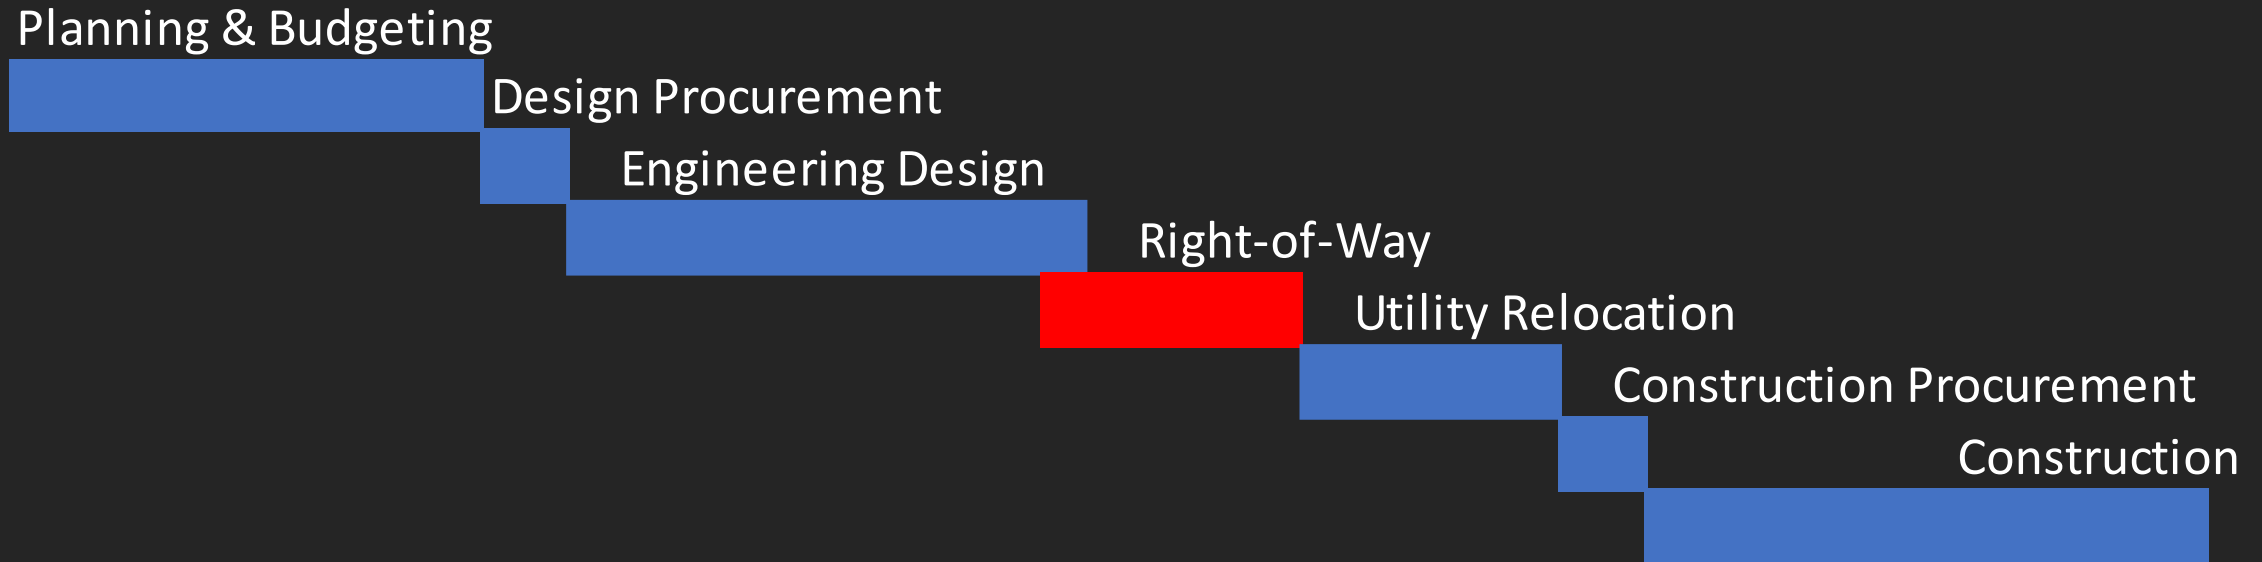 Planning & Budgeting
Design Procurement
Engineering Design
Right-of-Way
Utility Relocation
Construction Procurement
Construction